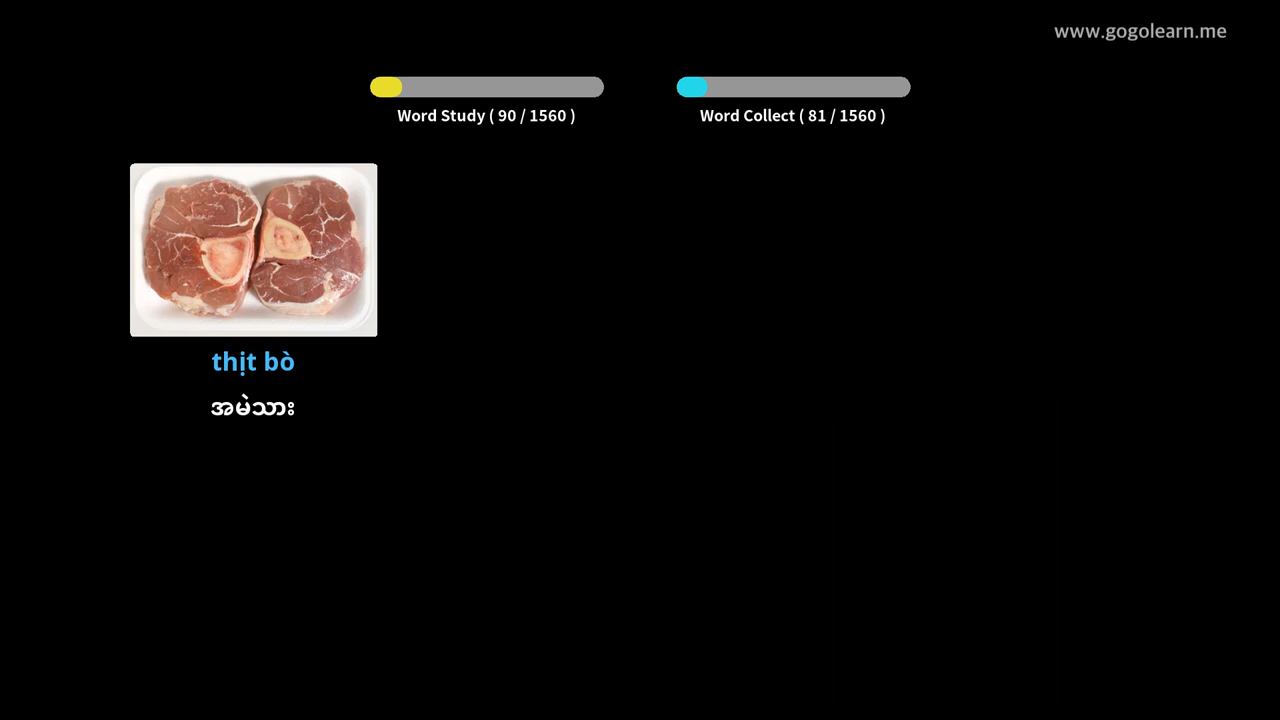 www.gogolearn.me
Word Study ( 90 / 1560 )
Word Collect ( 81 / 1560 )
thịt bò
အမဲသား